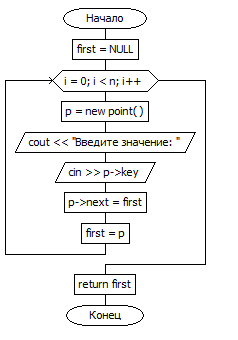 Начало
first = NULL
i = 0; i < n; i++
p = new point()
cout << "Введите значение: "
cin >> p->key
p->next = first
first = p
return first
Конец